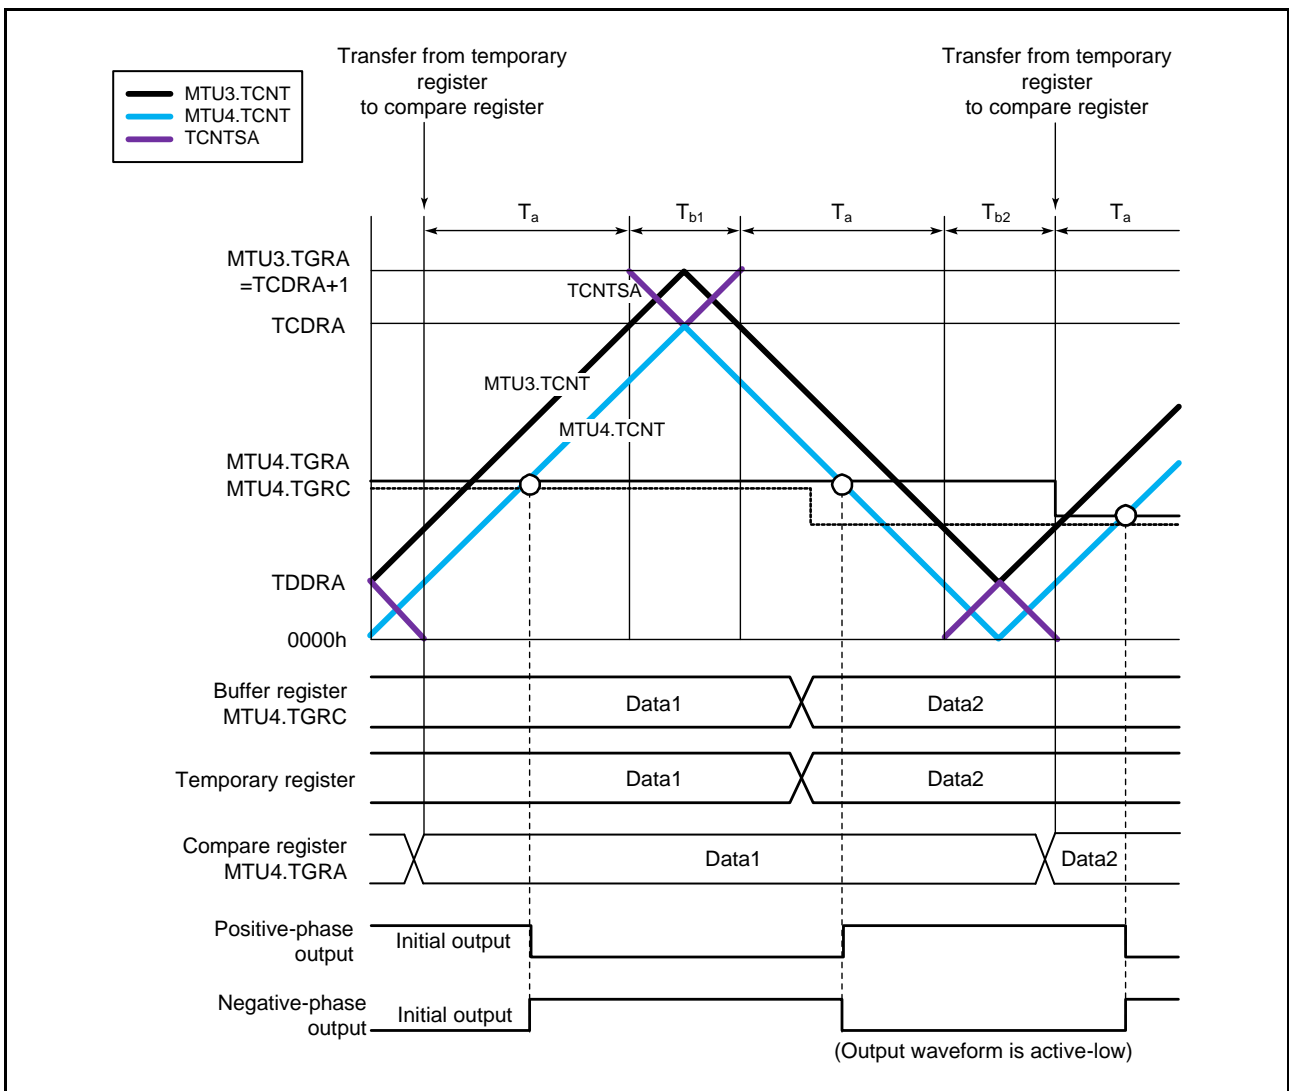 Transfer from temporary
register
to compare register
Transfer from temporary
register
to compare register
MTU3.TCNT
MTU4.TCNT
TCNTSA
Ta
Tb1
Ta
Tb2
Ta
MTU3.TGRA
=TCDRA+1
TCNTSA
TCDRA
MTU3.TCNT
MTU4.TCNT
MTU4.TGRA
MTU4.TGRC
TDDRA
0000h
Buffer register
MTU4.TGRC
Data1
Data2
Temporary register
Data1
Data2
Compare register
MTU4.TGRA
Data1
Data2
Positive-phase
output
Initial output
Negative-phase
output
Initial output
(Output waveform is active-low)